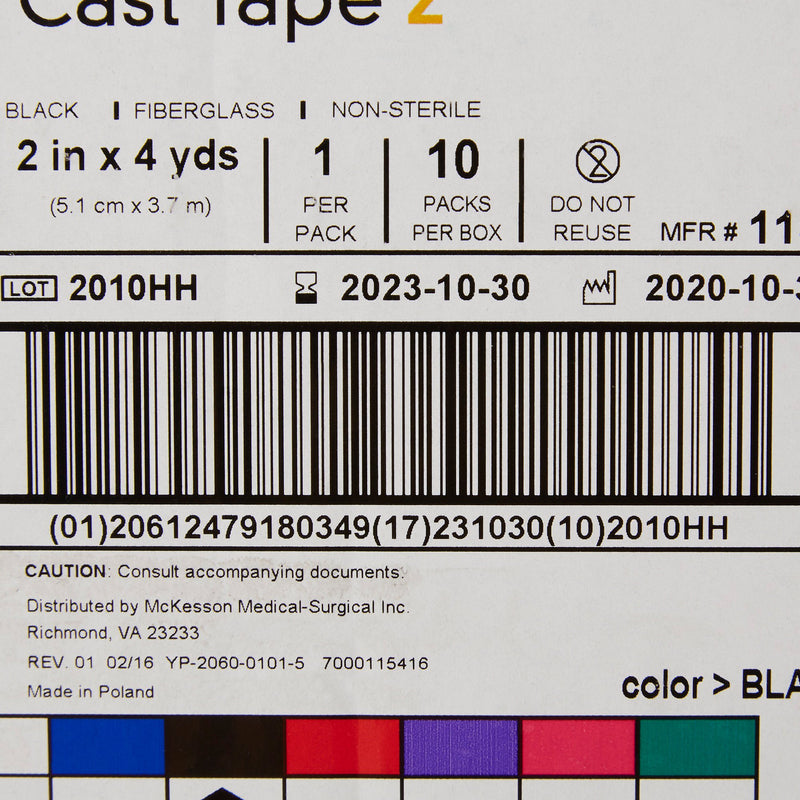 Cast Tape 2
BLACK | FIBERGLASS | NON-STERILE
2 in x 4 yds
(5.1 cm x 3.7 m)
1
PER
PACK
10
PACKS
PER BOX
2
DO NOT
REUSE
MFR # 11
LOT 2010HH 2023-10-30 2020-10-3
(01)20612479180349(17)231030(10)2010HH
CAUTION: Consult accompanying documents.
Distributed by McKesson Medical-Surgical Inc.
Richmond, VA 23233
REV. 01 02/16 YP-2060-0101-5 7000115416
Made in Poland
color > BLA